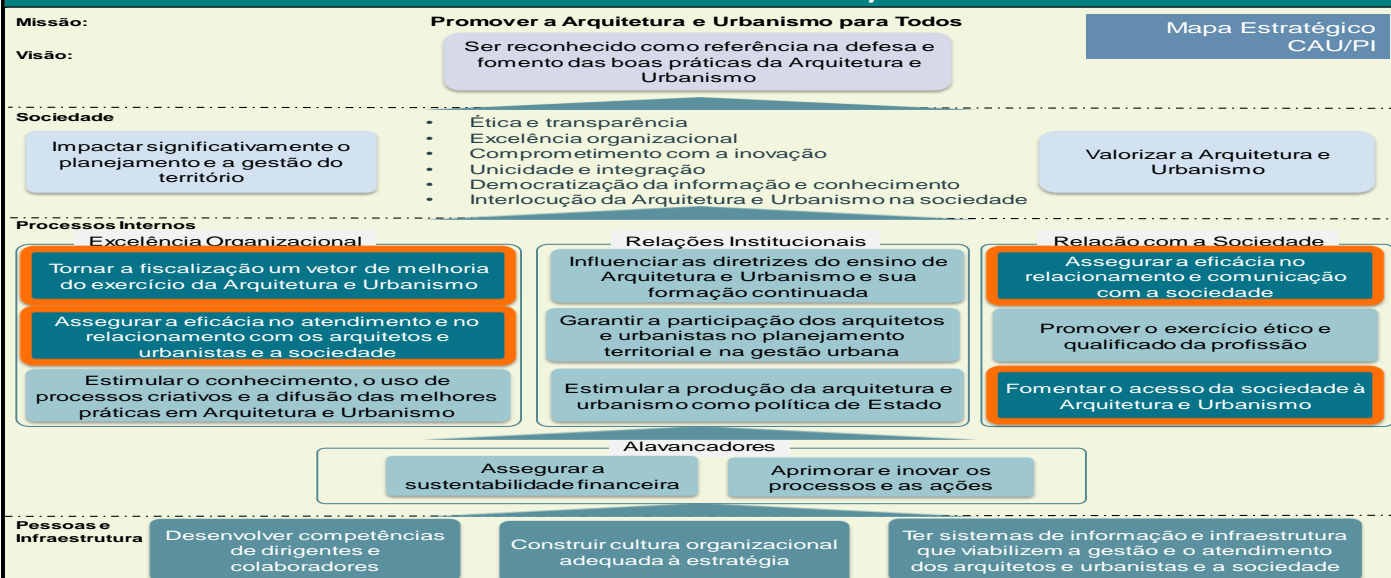 Missão:
Promover a Arquitetura e Urbanismo para Todos
Mapa Estratégico
CAU/PI
Visão:
Ser reconhecido como referência na defesa e
fomento das boas práticas da Arquitetura e
Urbanismo
Sociedade
Impactar significativamente o
planejamento e a gestão do
território
• Ética e transparência
• Excelência organizacional
• Comprometimento com a inovação
• Unicidade e integração
• Democratização da informação e conhecimento
• Interlocução da Arquitetura e Urbanismo na sociedade
Valorizar a Arquitetura e
Urbanismo
Processos Internos
Excelência Organizacional
Tornar a fiscalização um vetor de melhoria
do exercício da Arquitetura e Urbanismo
Assegurar a eficácia no atendimento e no
relacionamento com os arquitetos e
urbanistas e a sociedade
Estimular o conhecimento, o uso de
processos criativos e a difusão das melhores
práticas em Arquitetura e Urbanismo
Relações Institucionais
Influenciar as diretrizes do ensino de
Arquitetura e Urbanismo e sua
formação continuada
Garantir a participação dos arquitetos
e urbanistas no planejamento
territorial e na gestão urbana
Estimular a produção da arquitetura e
urbanismo como política de Estado
Relação com a Sociedade
Assegurar a eficácia no
relacionamento e comunicação
com a sociedade
Promover o exercício ético e
qualificado da profissão
Fomentar o acesso da sociedade à
Arquitetura e Urbanismo
Alavancadores
Assegurar a
sustentabilidade financeira
Aprimorar e inovar os
processos e as ações
Pessoas e
Infraestrutura
Desenvolver competências
de dirigentes e
colaboradores
Construir cultura organizacional
adequada à estratégia
Ter sistemas de informação e infraestrutura
que viabilizem a gestão e o atendimento
dos arquitetos e urbanistas e a sociedade